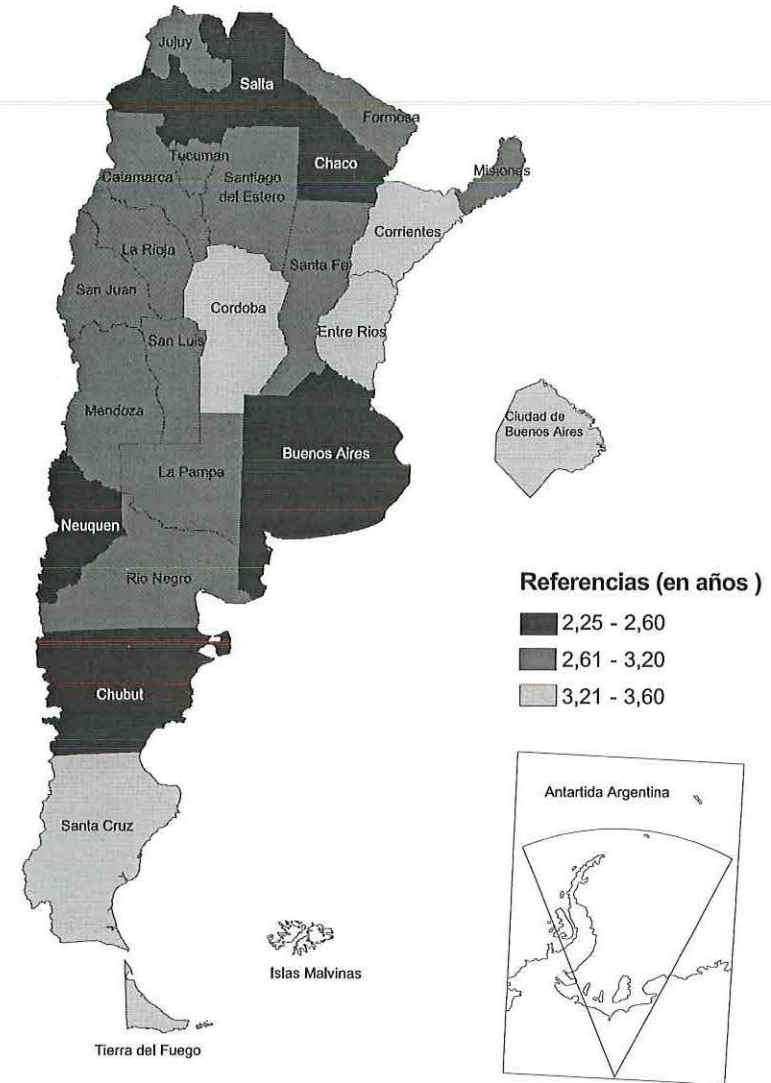 Jujuy
Salta
Formosa
Tucuman
Chaco
Misiones
Catamarca
Santiago
del Estero
Corrientes
La Rioja
Santa Fe
San Juan
Cordoba
Entre Rios
San Luis
Mendoza
Ciudad de
Buenos Aires
Buenos Aires
La Pampa
Neuquen
Rio Negro
Referencias (en años )
2,25 - 2,60
2,61 - 3,20
3,21 - 3,60
Chubut
Antartida Argentina
Santa Cruz
Islas Malvinas
Tierra del Fuego